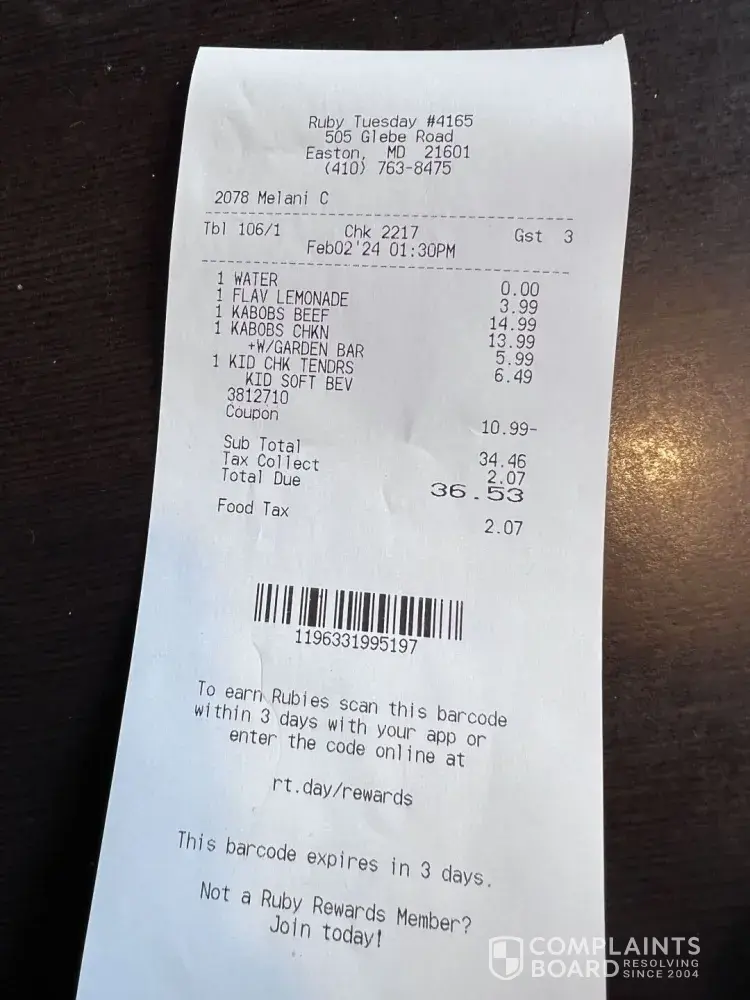 Ruby Tuesday #4165
505 Glebe Road
Easton, MD 21601
(410) 763-8475
2078 Melani C
Tbl 106/1 Chk 2217 Gst 3
Feb02'24 01:30PM
1 WATER 0.00
1 FLAV LEMONADE 3.99
1 KABOBS BEEF 14.99
1 KABOBS CHKN 13.99
+W/GARDEN BAR 5.99
1 KID CHK TENDRS 6.49
KID SOFT BEV
3812710
Coupon 10.99-
Sub Total 34.46
Tax Collect 2.07
Total Due 36.53
Food Tax 2.07
1196331995197
To earn Rubies scan this barcode
within 3 days with your app or
enter the code online at
rt.day/rewards
This barcode expires in 3 days.
Not a Ruby Rewards Member?
Join today!
COMPLAINTS
BOARD RESOLVING
SINCE 2004